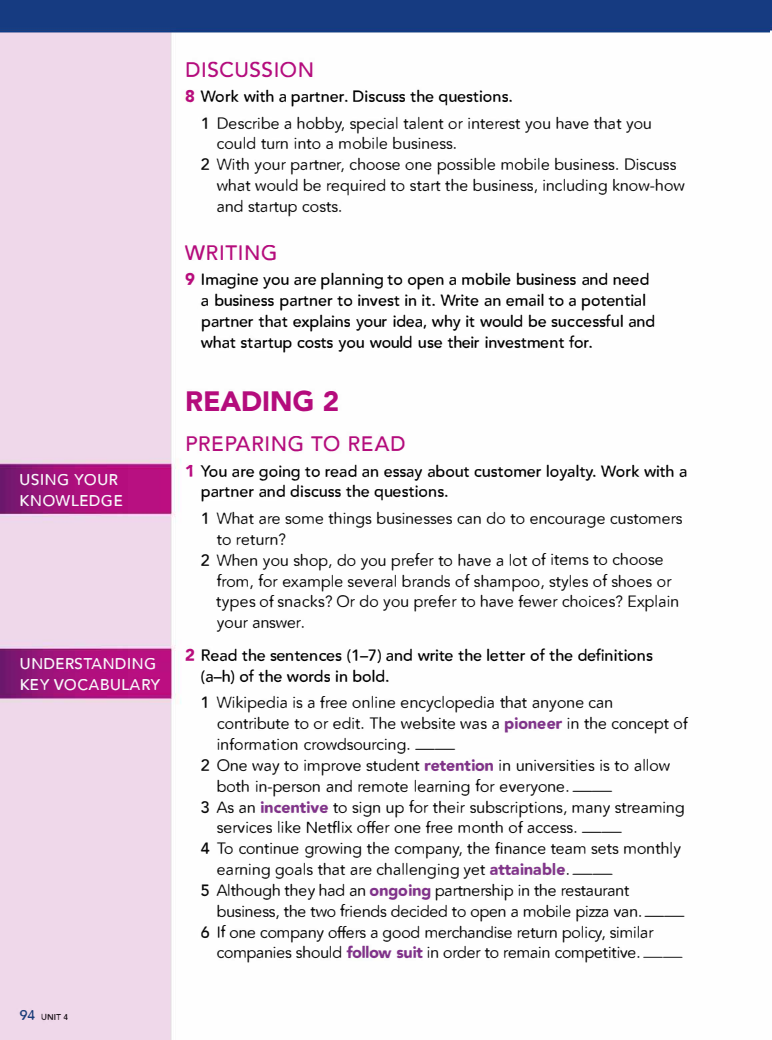 DISCUSSION
8 Work with a partner. Discuss the questions.
1 Describe a hobby, special talent or interest you have that you
could turn into a mobile business.
2 With your partner, choose one possible mobile business. Discuss
what would be required to start the business, including know-how
and startup costs.
WRITING
9 Imagine you are planning to open a mobile business and need
a business partner to invest in it. Write an email to a potential
partner that explains your idea, why it would be successful and
what startup costs you would use their investment for.
READING 2
PREPARING TO READ
USING YOUR
KNOWLEDGE
1 You are going to read an essay about customer loyalty. Work with a
partner and discuss the questions.
1 What are some things businesses can do to encourage customers
to return?
2 When you shop, do you prefer to have a lot of items to choose
from, for example several brands of shampoo, styles of shoes or
types of snacks? Or do you prefer to have fewer choices? Explain
your answer.
UNDERSTANDING
KEY VOCABULARY
2 Read the sentences (1–7) and write the letter of the definitions
(a–h) of the words in bold.
1 Wikipedia is a free online encyclopedia that anyone can
contribute to or edit. The website was a pioneer in the concept of
information crowdsourcing. _____
2 One way to improve student retention in universities is to allow
both in-person and remote learning for everyone. _____
3 As an incentive to sign up for their subscriptions, many streaming
services like Netflix offer one free month of access. _____
4 To continue growing the company, the finance team sets monthly
earning goals that are challenging yet attainable. _____
5 Although they had an ongoing partnership in the restaurant
business, the two friends decided to open a mobile pizza van. _____
6 If one company offers a good merchandise return policy, similar
companies should follow suit in order to remain competitive. _____
94 UNIT 4